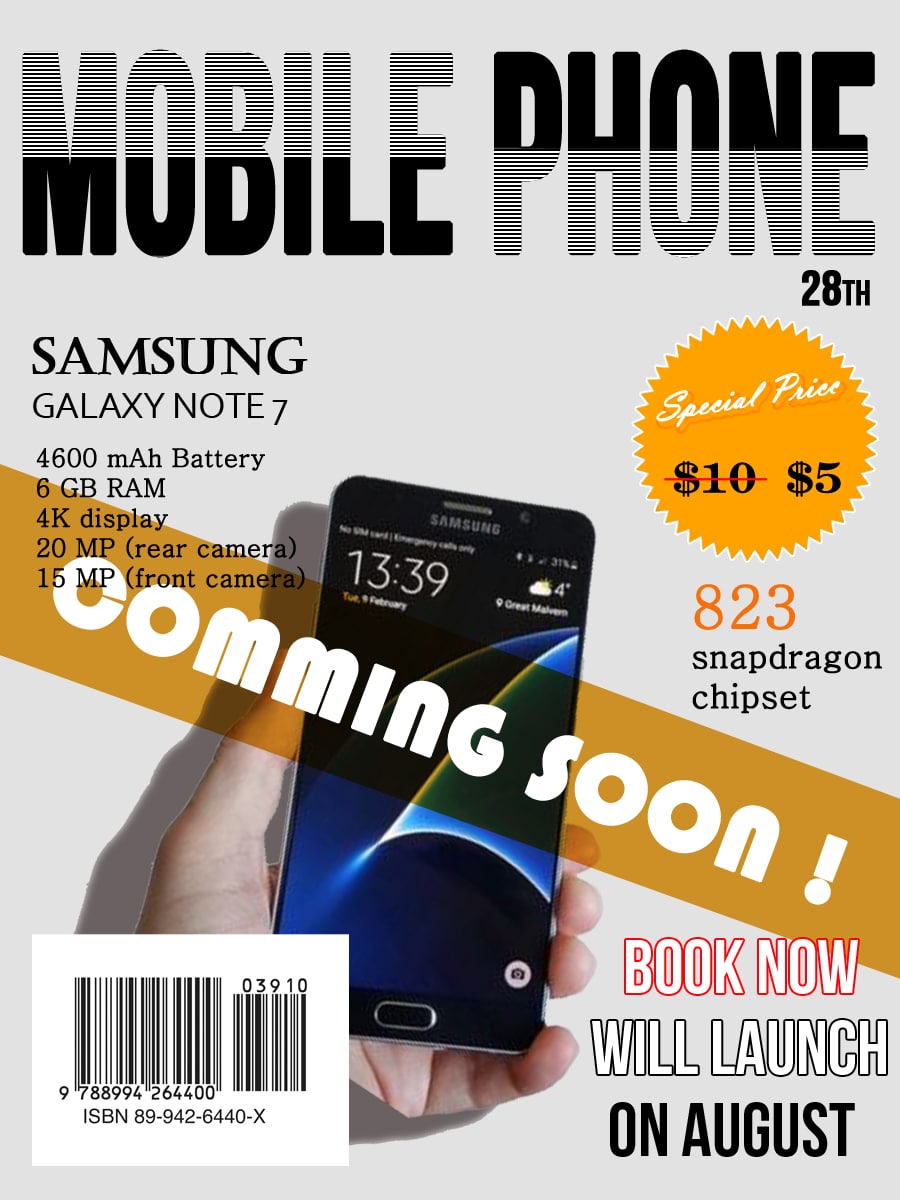 MOBILE PHONE
28TH
SAMSUNG
GALAXY NOTE 7
4600 mAh Battery
6 GB RAM
4K display
20 MP (rear camera)
15 MP (front camera)
Special Price
$10 $5
823
snapdragon
chipset
SAMSUNG
No SIM card | Emergency calls only
31%
13:39
Tue, 9 February
4°
Great Malvern
COMMING SOON !
BOOK NOW
WILL LAUNCH
ON AUGUST
03910
9 788994 264400
ISBN 89-942-6440-X